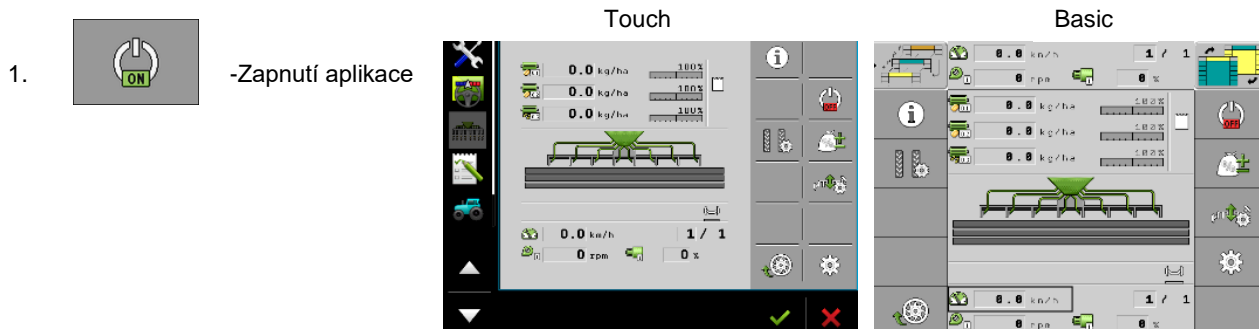 Touch
Basic
1.
ON
-Zapnutí aplikace
0.0 kg/ha 100%
0.0 kg/ha 100%
0.0 kg/ha 100%
i
OFF
0.0 km/h 1 / 1
0 rpm 0 %
0.0 km/h 1 / 1
0 rpm 0 %
i
0.0 kg/ha 100%
0.0 kg/ha 100%
0.0 kg/ha 100%
OFF
0.0 km/h 1 / 1
0 rpm 0 %